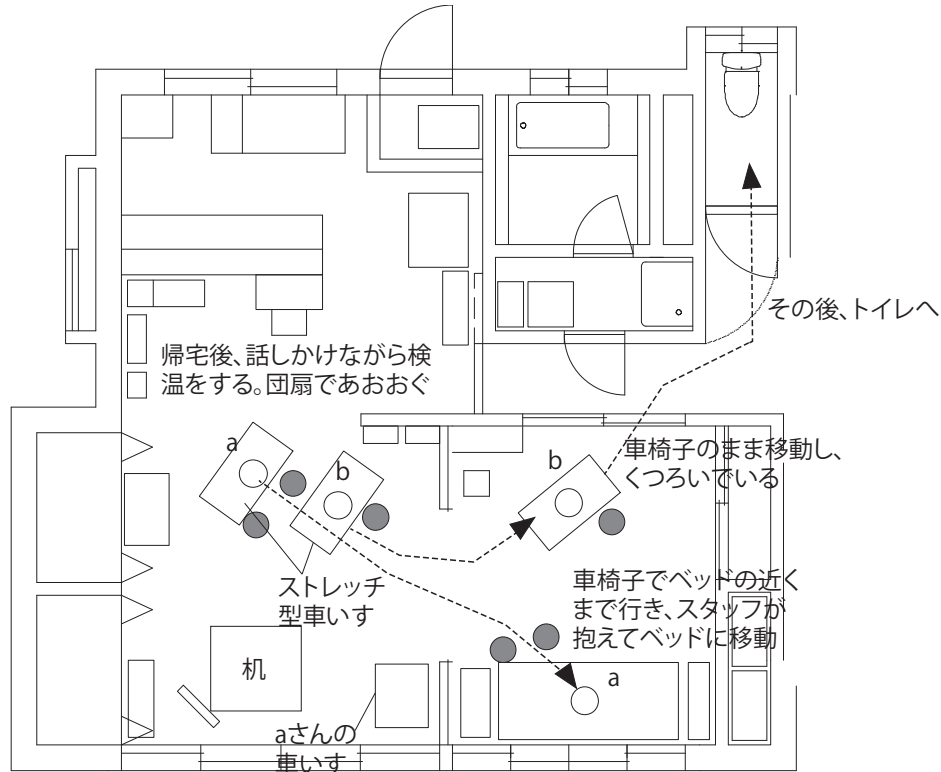 その後、トイレへ
帰宅後、話しかけながら検
温をする。団扇であおおぐ
a
b
b
車椅子のまま移動し、
くつろいでいる
ストレッチ
型車いす
車椅子でベッドの近く
まで行き、スタッフが
抱えてベッドに移動
机
a
aさんの
車いす